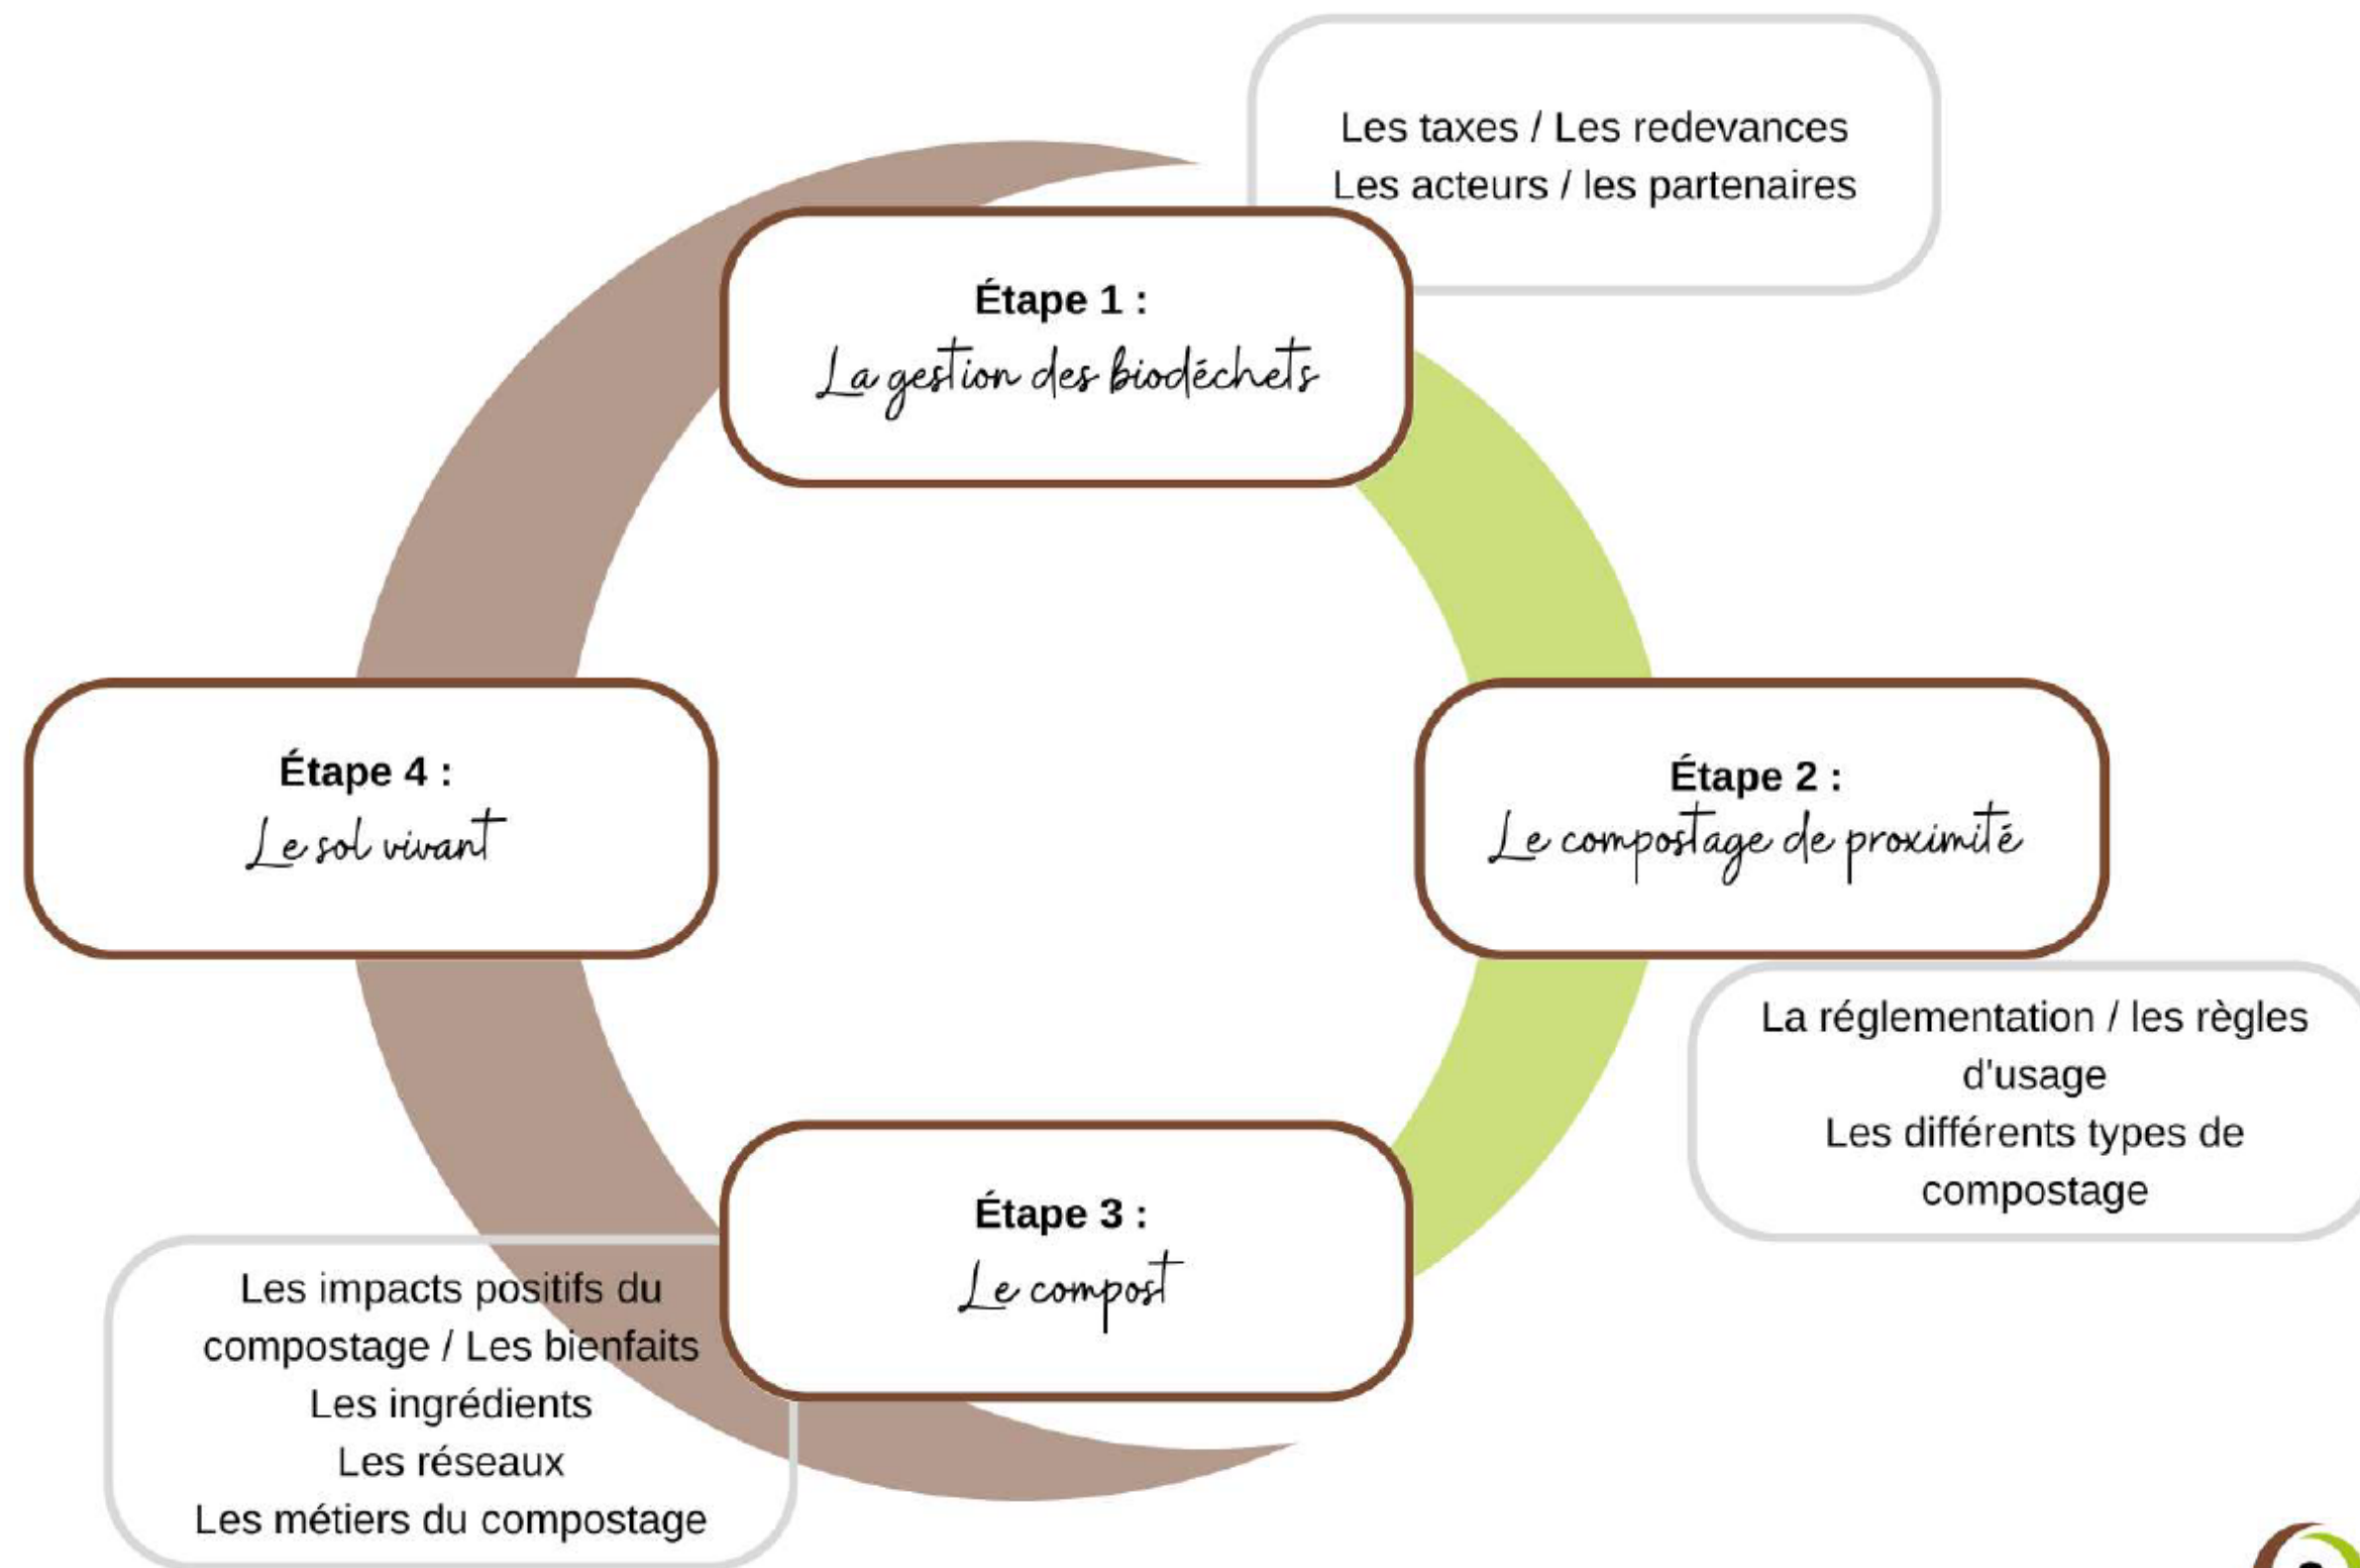 Les taxes / Les redevances
Les acteurs / les partenaires
Étape 1 :
La gestion des biodéchets
Étape 4 :
Le sol vivant
Étape 2 :
Le compostage de proximité
La réglementation / les règles
d'usage
Les différents types de
compostage
Étape 3 :
Le compost
Les impacts positifs du
compostage / Les bienfaits
Les ingrédients
Les réseaux
Les métiers du compostage